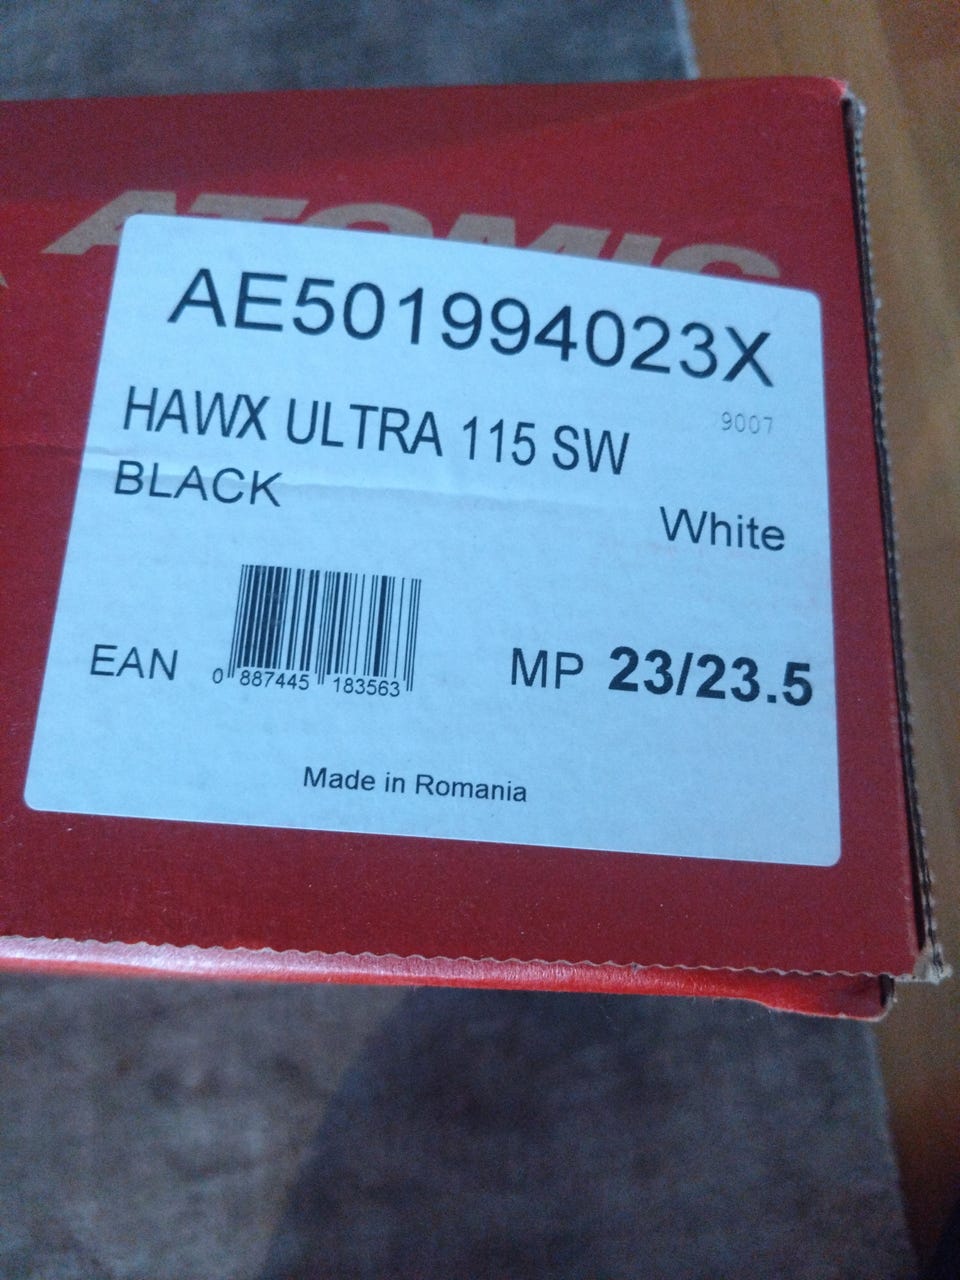 ATOMIC
AE501994023X
9007
HAWX ULTRA 115 SW
BLACK
White
EAN
0 887445 183563
MP 23/23.5
Made in Romania